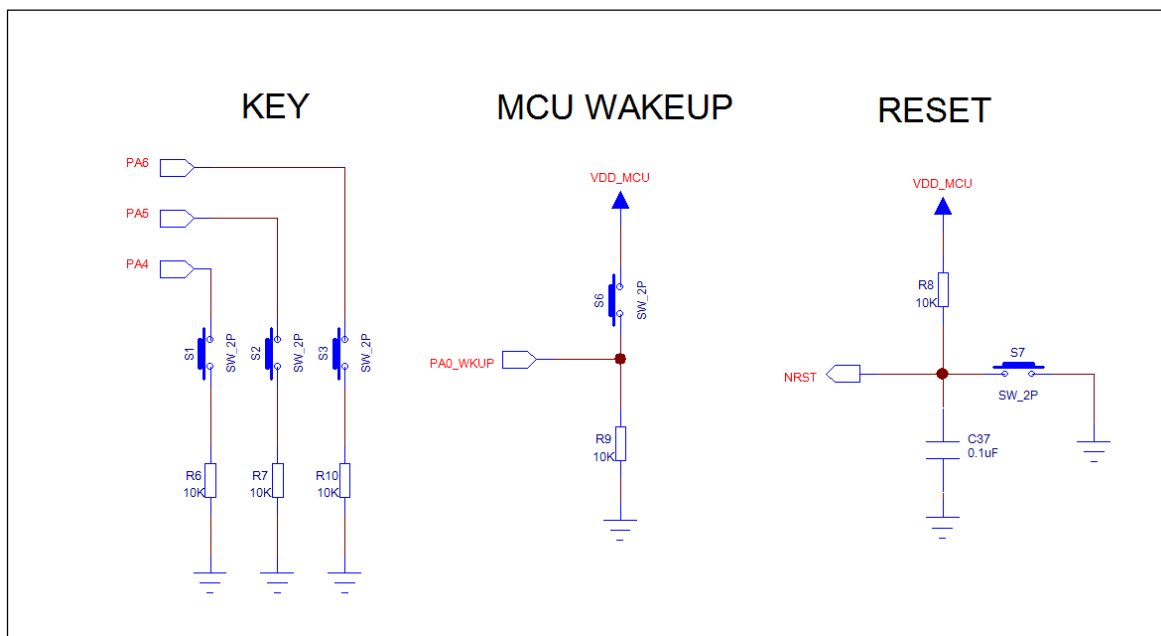 KEY
PA6
PA5
PA4
S1
SW_2P
S2
SW_2P
S3
SW_2P
R6
10K
R7
10K
R10
10K
MCU WAKEUP
VDD_MCU
S6
SW_2P
PA0_WKUP
R9
10K
RESET
VDD_MCU
R8
10K
NRST
S7
SW_2P
C37
0.1uF